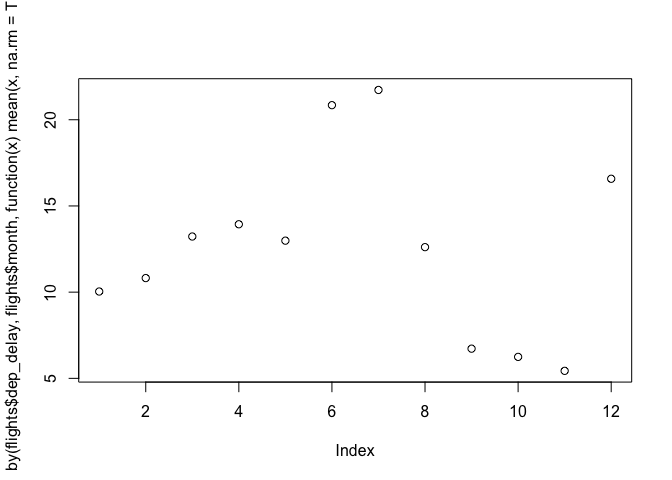 by(flights$dep_delay, flights$month, function(x) mean(x, na.rm = T
20
15
10
5
2 4 6 8 10 12
Index